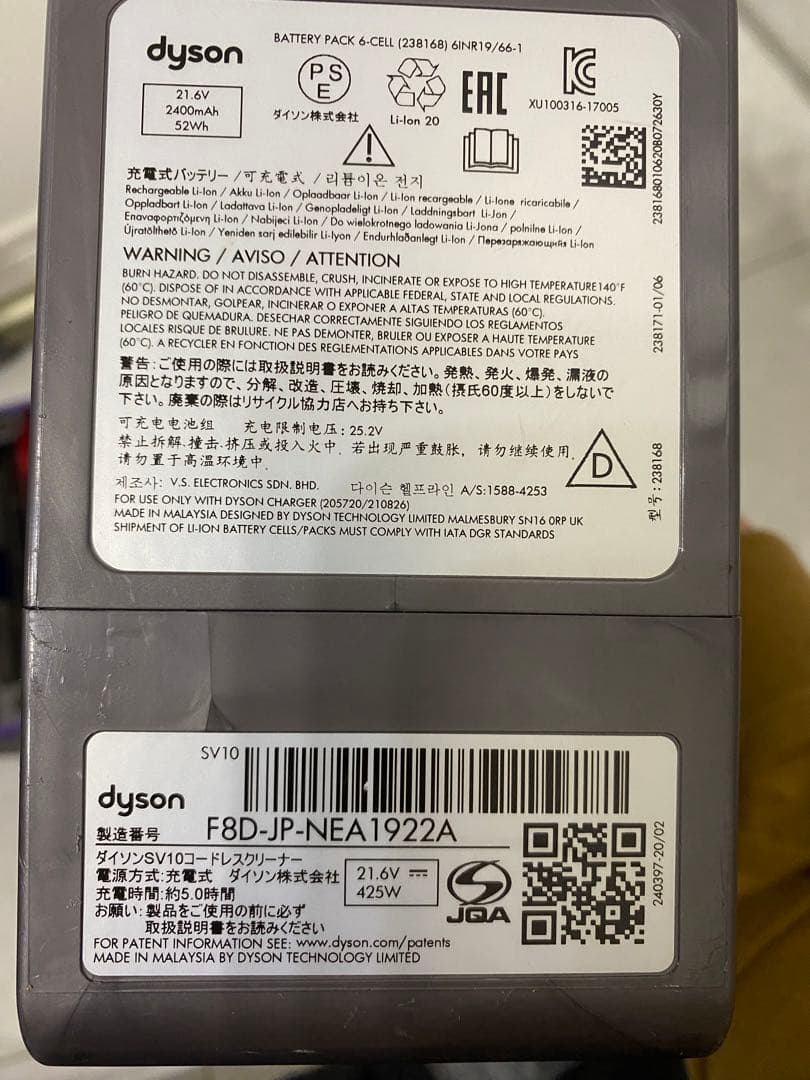 dyson
BATTERY PACK 6-CELL (238168) 6INR19/66-1
21.6V
2400mAh
52Wh
PS
E
ダイソン株式会社
Li-Ion 20
EAC
XU100316-17005
充電式バッテリー /可充電式 / 리튬이온 전지
Rechargeable Li-Ion / Akku Li-Ion / Oplaadbaar Li-Ion / Li-Ion recargeable / Li-Ione ricaricabile /
Oppladbart Li-Ion / Ladattava Li-Ion / Genopladeligt Li-Ion / Laddningsbart Li-Jon /
Επαναφορτιζόμενη Li-Ion / Nabíjecí Li-Ion / Do wielokrotnego ładowania Li-Jona / polnilne Li-Ion /
Újratölthető Li-Ion / Yeniden sarj edilebilir Li-Iyon / Endurhlaðanlegt Li-Ion / Перезаряжающийся Li-Ion
WARNING / AVISO / ATTENTION
BURN HAZARD. DO NOT DISASSEMBLE, CRUSH, INCINERATE OR EXPOSE TO HIGH TEMPERATURE140°F
(60°C). DISPOSE OF IN ACCORDANCE WITH APPLICABLE FEDERAL, STATE AND LOCAL REGULATIONS.
NO DESMONTAR, GOLPEAR, INCINERAR O EXPONER A ALTAS TEMPERATURAS (60°C).
PELIGRO DE QUEMADURA. DESECHAR CORRECTAMENTE SIGUIENDO LOS REGLAMENTOS
LOCALES RISQUE DE BRULURE. NE PAS DEMONTER, BRULER OU EXPOSER A HAUTE TEMPERATURE
(60°C). A RECYCLER EN FONCTION DES REGLEMENTATIONS APPLICABLES DANS VOTRE PAYS
警告:ご使用の際には取扱説明書をお読みください。発熱、発火、爆発、漏液の
原因となりますので、分解、改造、圧壊、焼却、加熱(摂氏60度以上)をしないで
下さい。廃棄の際はリサイクル協力店へお持ち下さい。
可充电电池组 充电限制电压: 25.2V
禁止拆解.撞击.挤压或投入火中. 若出现严重鼓胀, 请勿继续使用.
请勿置于高温环境中.
D
제조사: V.S. ELECTRONICS SDN. BHD. 다이슨 헬프라인 A/S:1588-4253
FOR USE ONLY WITH DYSON CHARGER (205720/210826)
MADE IN MALAYSIA DESIGNED BY DYSON TECHNOLOGY LIMITED MALMESBURY SN16 0RP UK
SHIPMENT OF LI-ION BATTERY CELLS/PACKS MUST COMPLY WITH IATA DGR STANDARDS
238168010620B072630Y
238171-01/06
型号: 238168
SV10
dyson
製造番号 F8D-JP-NEA1922A
ダイソンSV10コードレスクリーナー
電源方式:充電式 ダイソン株式会社
充電時間:約5.0時間
21.6V
425W
JQA
お願い:製品をご使用の前に必ず
取扱説明書をお読みください
FOR PATENT INFORMATION SEE: www.dyson.com/patents
MADE IN MALAYSIA BY DYSON TECHNOLOGY LIMITED
240397-20/02